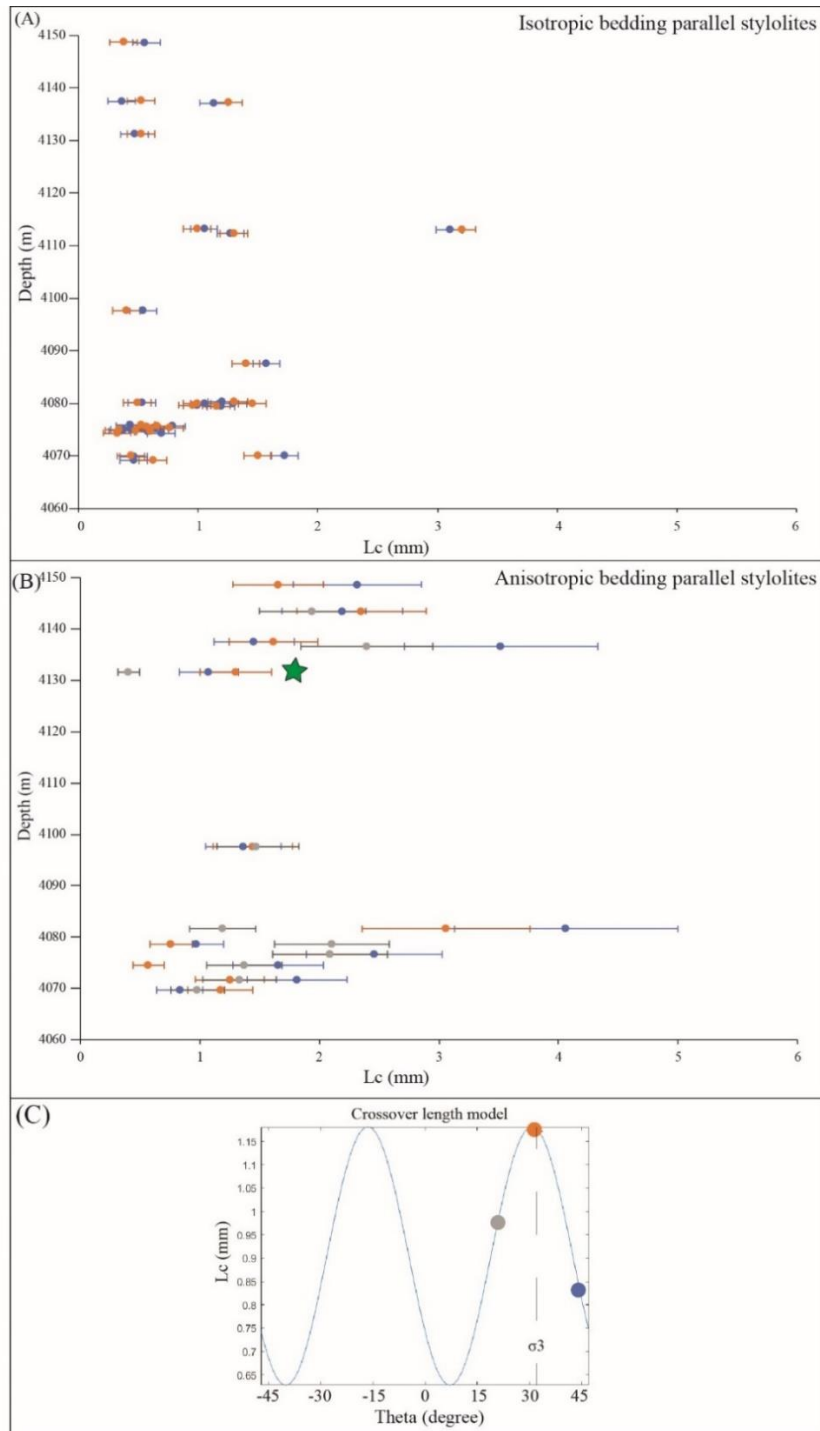 (A)
Isotropic bedding parallel stylolites
4150
4140
4130
4120
4110
4100
4090
4080
4070
4060
Depth (m)
0 1 2 3 4 5 6
Lc (mm)
(B)
Anisotropic bedding parallel stylolites
4150
4140
4130
4120
4110
4100
4090
4080
4070
4060
Depth (m)
0 1 2 3 4 5 6
Lc (mm)
(C)
Crossover length model
1.15
1.1
1.05
1
0.95
0.9
0.85
0.8
0.75
0.7
0.65
Lc (mm)
σ3
-45 -30 -15 0 15 30 45
Theta (degree)